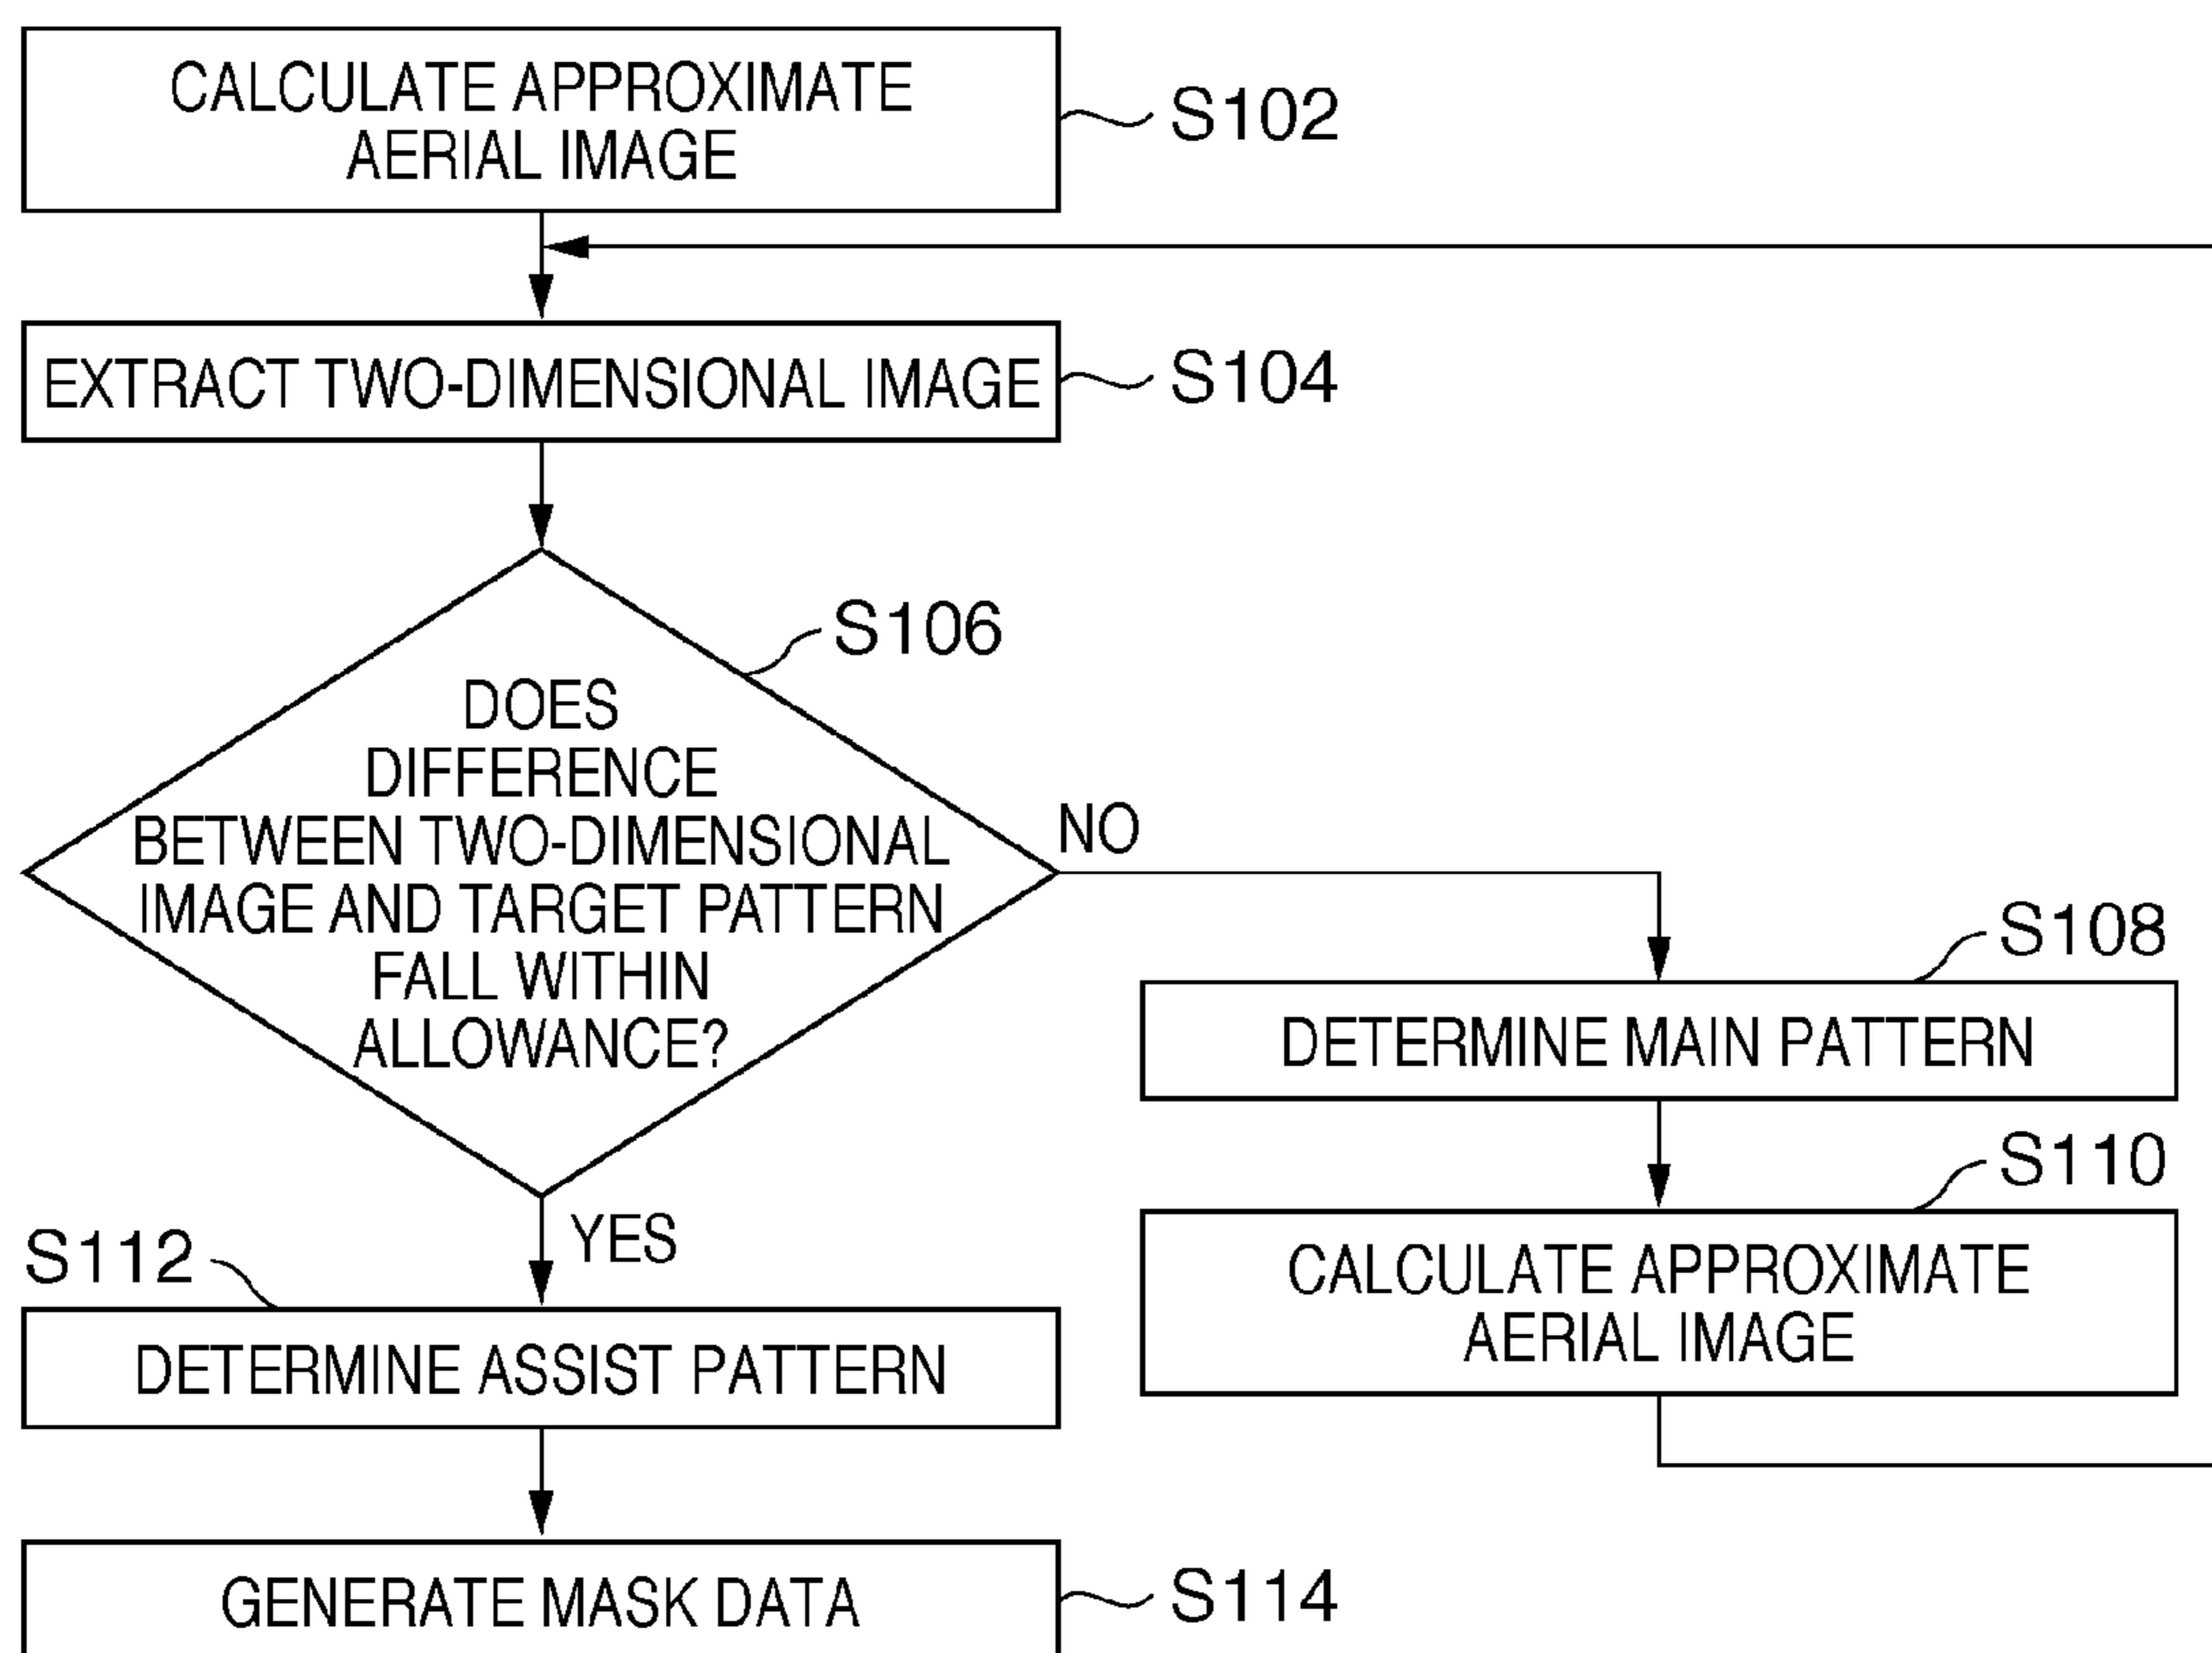 CALCULATE APPROXIMATE
AERIAL IMAGE
S102
EXTRACT TWO-DIMENSIONAL IMAGE
S104
S106
DOES
DIFFERENCE
BETWEEN TWO-DIMENSIONAL
IMAGE AND TARGET PATTERN
FALL WITHIN
ALLOWANCE?
NO
S108
DETERMINE MAIN PATTERN
S110
CALCULATE APPROXIMATE
AERIAL IMAGE
YES
S112
DETERMINE ASSIST PATTERN
GENERATE MASK DATA
S114